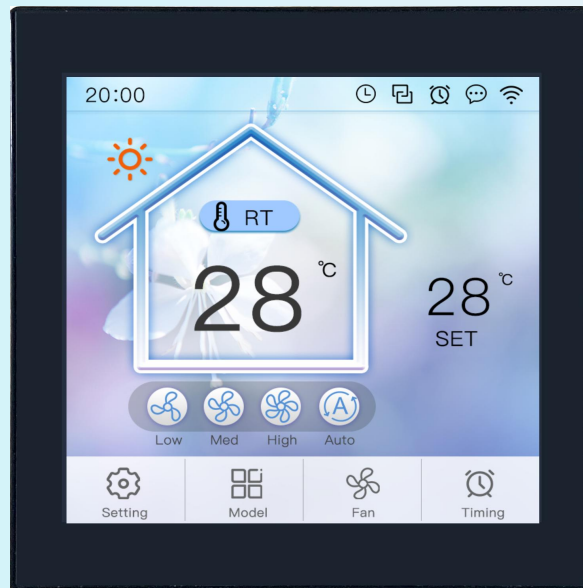 20:00
RT
28 ℃
28 ℃
SET
Low Med High Auto
A
Setting Model Fan Timing